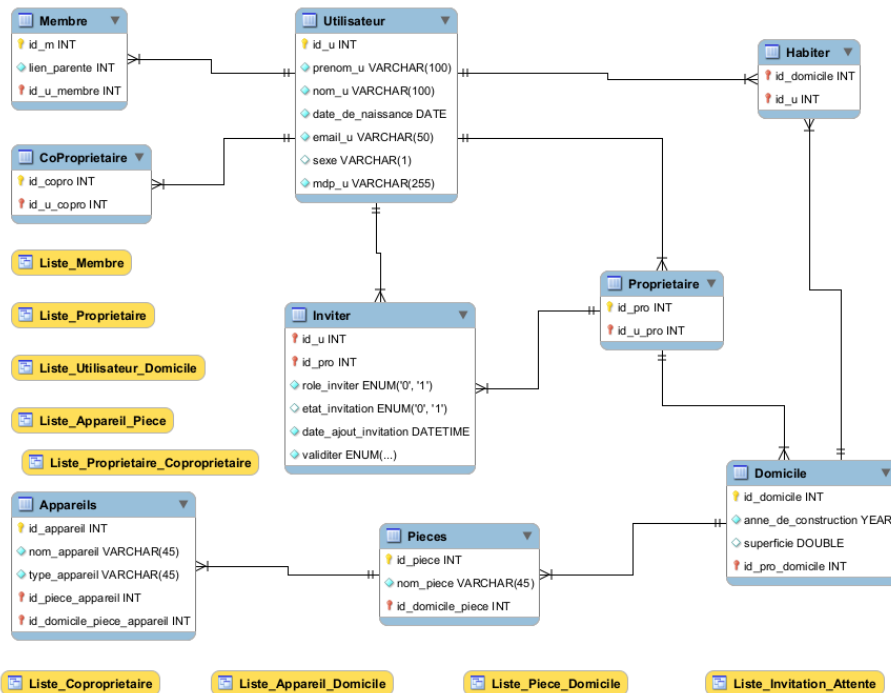 Membre
id_m INT
lien_parente INT
id_u_membre INT
Utilisateur
id_u INT
prenom_u VARCHAR(100)
nom_u VARCHAR(100)
date_de_naissance DATE
email_u VARCHAR(50)
sexe VARCHAR(1)
mdp_u VARCHAR(255)
Habiter
id_domicile INT
id_u INT
CoProprietaire
id_copro INT
id_u_copro INT
Liste_Membre
Liste_Proprietaire
Liste_Utilisateur_Domicile
Liste_Appareil_Piece
Liste_Proprietaire_Coproprietaire
Inviter
id_u INT
id_pro INT
role_inviter ENUM('0', '1')
etat_invitation ENUM('0', '1')
date_ajout_invitation DATETIME
validiter ENUM(...)
Proprietaire
id_pro INT
id_u_pro INT
Domicile
id_domicile INT
anne_de_construction YEAR
superficie DOUBLE
id_pro_domicile INT
Appareils
id_appareil INT
nom_appareil VARCHAR(45)
type_appareil VARCHAR(45)
id_piece_appareil INT
id_domicile_piece_appareil INT
Pieces
id_piece INT
nom_piece VARCHAR(45)
id_domicile_piece INT
Liste_Coproprietaire
Liste_Appareil_Domicile
Liste_Piece_Domicile
Liste_Invitation_Attente